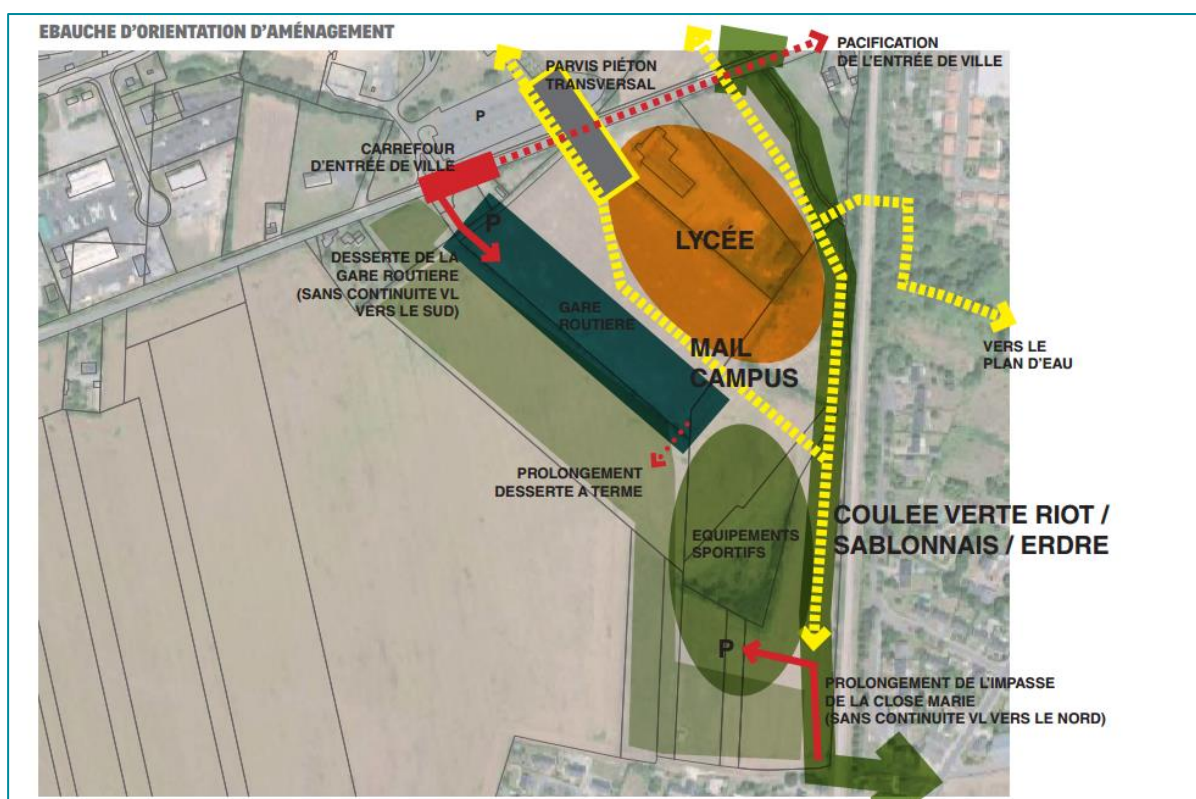 EBAUCHE D'ORIENTATION D'AMÉNAGEMENT
PACIFICATION
DE L'ENTRÉE DE VILLE
PARVIS PIÉTON
TRANSVERSAL
P
CARREFOUR
D'ENTRÉE DE VILLE
P
LYCÉE
DESSERTE DE LA
GARE ROUTIERE
(SANS CONTINUITE VL
VERS LE SUD)
GARE
ROUTIERE
MAIL
CAMPUS
VERS LE
PLAN D'EAU
PROLONGEMENT
DESSERTE A TERME
COULEE VERTE RIOT /
SABLONNAIS / ERDRE
EQUIPEMENTS
SPORTIFS
P
PROLONGEMENT DE L'IMPASSE
DE LA CLOSE MARIE
(SANS CONTINUITE VL VERS LE NORD)